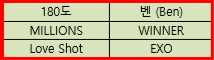 180도 벤 (Ben)
MILLIONS WINNER
Love Shot EXO